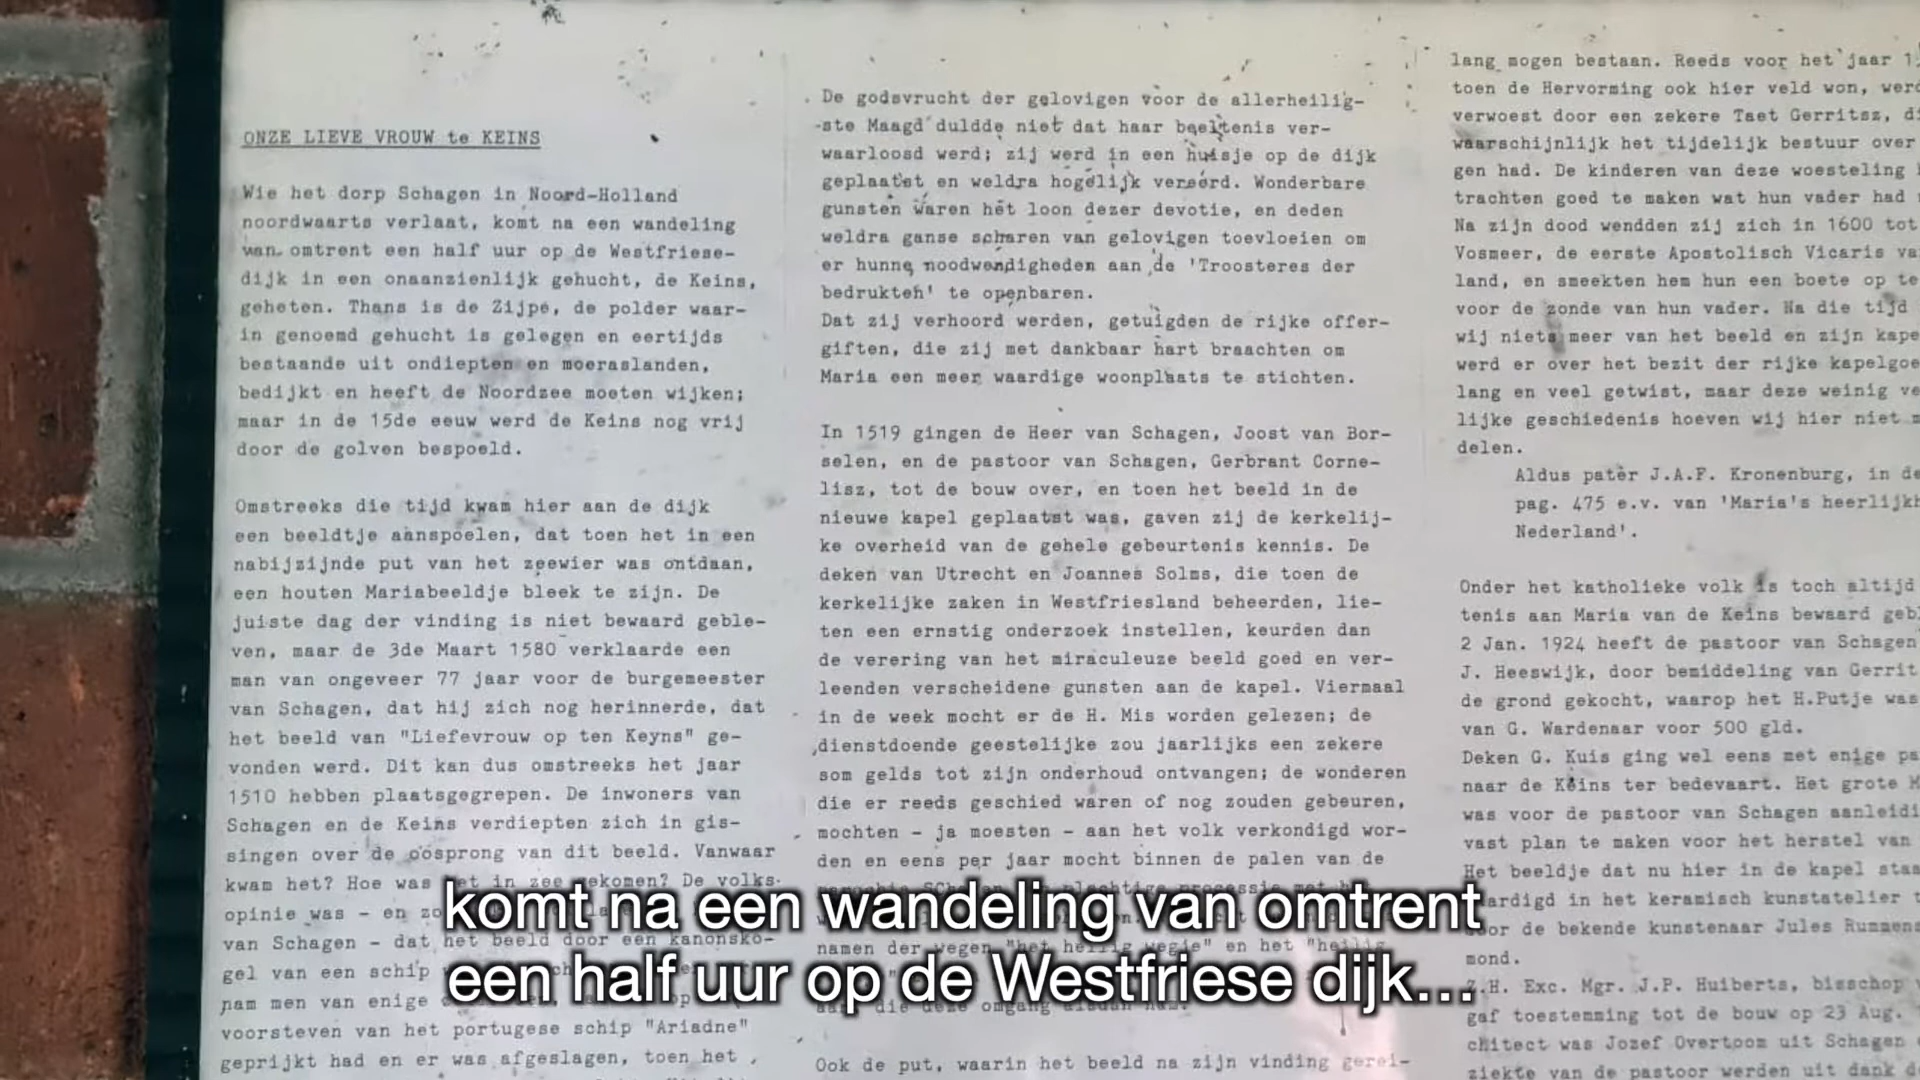 ONZE LIEVE VROUW te KEINS
Wie het dorp Schagen in Noord-Holland
noordwaarts verlaat, komt na een wandeling
van omtrent een half uur op de Westfriese-
dijk in een onaanzienlijk gehucht, de Keins,
geheten. Thans is de Zijpe, de polder waar-
in genoemd gehucht is gelegen en eertijds
bestaande uit ondiepten en moeraslanden,
bedijkt en heeft de Noordzee moeten wijken;
maar in de 15de eeuw werd de Keins nog vrij
door de golven bespoeld.
Omstreeks die tijd kwam hier aan de dijk
een beeldtje aanspoelen, dat toen het in een
nabijzijnde put van het zeewier was ontdaan,
een houten Mariabeeldje bleek te zijn. De
juiste dag der vinding is niet bewaard geble-
ven, maar de 3de Maart 1580 verklaarde een
man van ongeveer 77 jaar voor de burgemeester
van Schagen, dat hij zich nog herinnerde, dat
het beeld van "Liefevrouw op ten Keyns" ge-
vonden werd. Dit kan dus omstreeks het jaar
1510 hebben plaatsgegrepen. De inwoners van
Schagen en de Keins verdiepten zich in gis-
singen over de oosprong van dit beeld. Vanwaar
kwam het? Hoe was het in zee gekomen? De volks-
opinie was - en
van Schagen - dat het beeld door een kanonsko-
gel van een schip
nam men van enige
voorsteven van het portugese schip "Ariadne"
geprijkt had en er was afgeslagen, toen het
De godsvrucht der gelovigen voor de allerheilig-
ste Maagd duldde niet dat haar beeltenis ver-
waarloosd werd; zij werd in een huisje op de dijk
geplaatst en weldra hogelijk vereerd. Wonderbare
gunsten waren het loon dezer devotie, en deden
weldra ganse scharen van gelovigen toevloeien om
er hunne noodwendigheden aan de 'Troosteres der
bedrukten' te openbaren.
Dat zij verhoord werden, getuigden de rijke offer-
giften, die zij met dankbaar hart braachten om
Maria een meer waardige woonplaats te stichten.
In 1519 gingen de Heer van Schagen, Joost van Bor-
selen, en de pastoor van Schagen, Gerbrant Corne-
lisz, tot de bouw over, en toen het beeld in de
nieuwe kapel geplaatst was, gaven zij de kerkelij-
ke overheid van de gehele gebeurtenis kennis. De
deken van Utrecht en Joannes Solms, die toen de
kerkelijke zaken in Westfriesland beheerden, lie-
ten een ernstig onderzoek instellen, keurden dan
de verering van het miraculeuze beeld goed en ver-
leenden verscheidene gunsten aan de kapel. Viermaal
in de week mocht er de H. Mis worden gelezen; de
dienstdoende geestelijke zou jaarlijks een zekere
som gelds tot zijn onderhoud ontvangen; de wonderen
die er reeds geschied waren of nog zouden gebeuren,
mochten - ja moesten - aan het volk verkondigd wor-
den en eens per jaar mocht binnen de palen van de
namen der wegen "het heilig wegje" en het "heilig
Ook de put, waarin het beeld na zijn vinding gerei-
lang mogen bestaan. Reeds voor het jaar
toen de Hervorming ook hier veld won, werd
verwoest door een zekere Taet Gerritsz,
waarschijnlijk het tijdelijk bestuur over
gen had. De kinderen van deze woesteling
trachten goed te maken wat hun vader had
Na zijn dood wendden zij zich in 1600 tot
Vosmeer, de eerste Apostolisch Vicaris
land, en smeekten hem hun een boete op te
voor de zonde van hun vader. Na die tijd
wij niets meer van het beeld en zijn
werd er over het bezit der rijke
lang en veel getwist, maar deze weinig
lijke geschiedenis hoeven wij hier niet
delen.
Aldus pater J.A.F. Kronenburg, in
pag. 475 e.v. van 'Maria's
Nederland'.
Onder het katholieke volk is toch altijd
tenis aan Maria van de Keins bewaard
2 Jan. 1924 heeft de pastoor van Schagen
J. Heeswijk, door bemiddeling van Gerrit
de grond gekocht, waarop het H.Putje was
van G. Wardenaar voor 500 gld.
Deken G. Kuis ging wel eens met enige
naar de Keins ter bedevaart. Het grote
was voor de pastoor van Schagen
vast plan te maken voor het herstel van
Het beeldje dat nu hier in de kapel
in het keramisch kunstatelier
door de bekende kunstenaar Jules
mond.
Z.H. Exc. Mgr. J.P. Huiberts, bisschop
gaf toestemming tot de bouw op 23 Aug.
chitect was Jozef Overtoom uit Schagen
ziekte van de pastoor werden uit dank
komt na een wandeling van omtrent
een half uur op de Westfriese dijk...